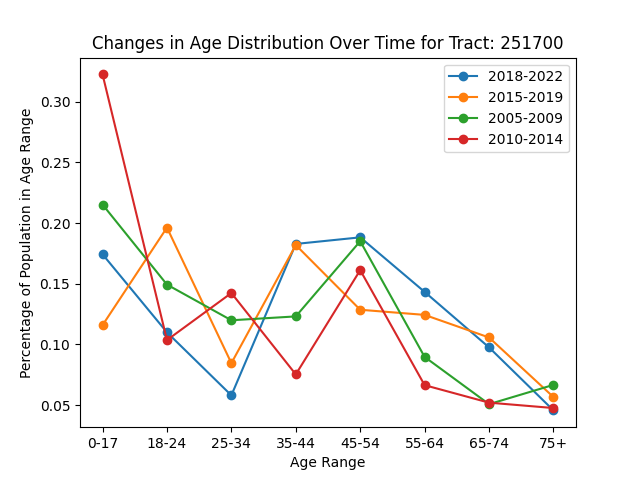 Changes in Age Distribution Over Time for Tract: 251700
2018-2022
2015-2019
2005-2009
2010-2014
Percentage of Population in Age Range
0.30
0.25
0.20
0.15
0.10
0.05
0-17 18-24 25-34 35-44 45-54 55-64 65-74 75+
Age Range